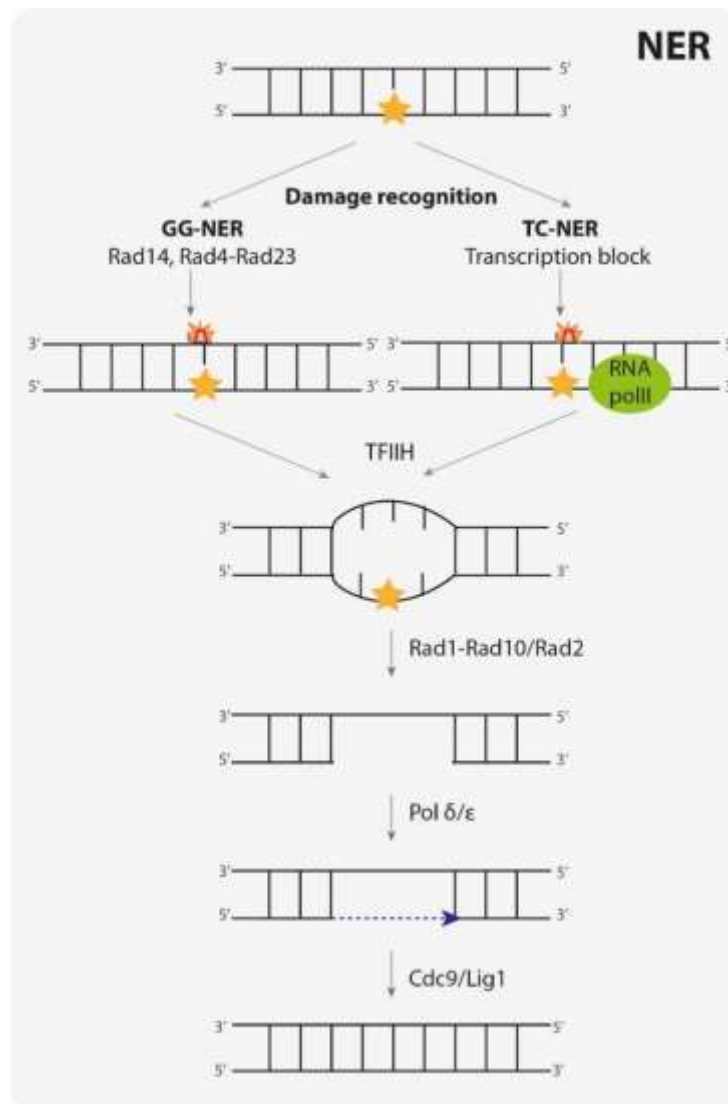 NER
3' 5'
5' 3'
Damage recognition
GG-NER
Rad14, Rad4-Rad23
TC-NER
Transcription block
3' 5'
5' 3'
3' 5'
5' 3'
RNA
polII
TFIIH
3' 5'
5' 3'
Rad1-Rad10/Rad2
3' 5'
5' 3'
Pol δ/ε
3' 5'
5' 3'
Cdc9/Lig1
3' 5'
5' 3'